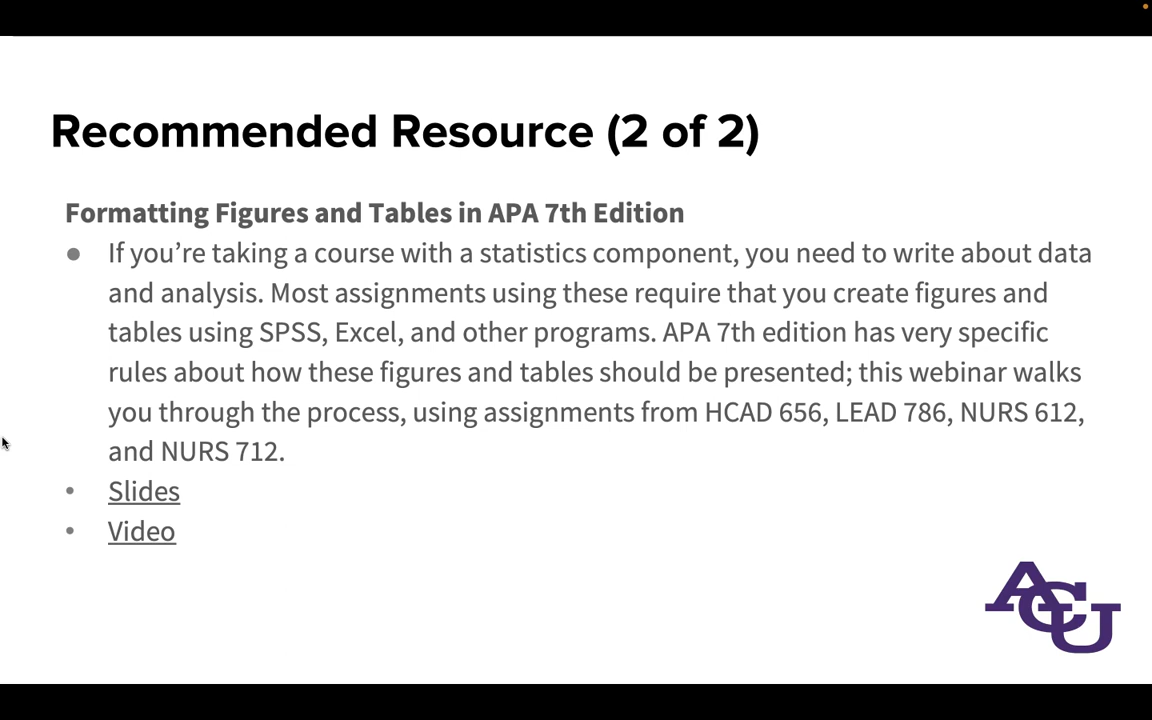 Recommended Resource (2 of 2)
Formatting Figures and Tables in APA 7th Edition
● If you’re taking a course with a statistics component, you need to write about data
and analysis. Most assignments using these require that you create figures and
tables using SPSS, Excel, and other programs. APA 7th edition has very specific
rules about how these figures and tables should be presented; this webinar walks
you through the process, using assignments from HCAD 656, LEAD 786, NURS 612,
and NURS 712.
• Slides
• Video
ACU